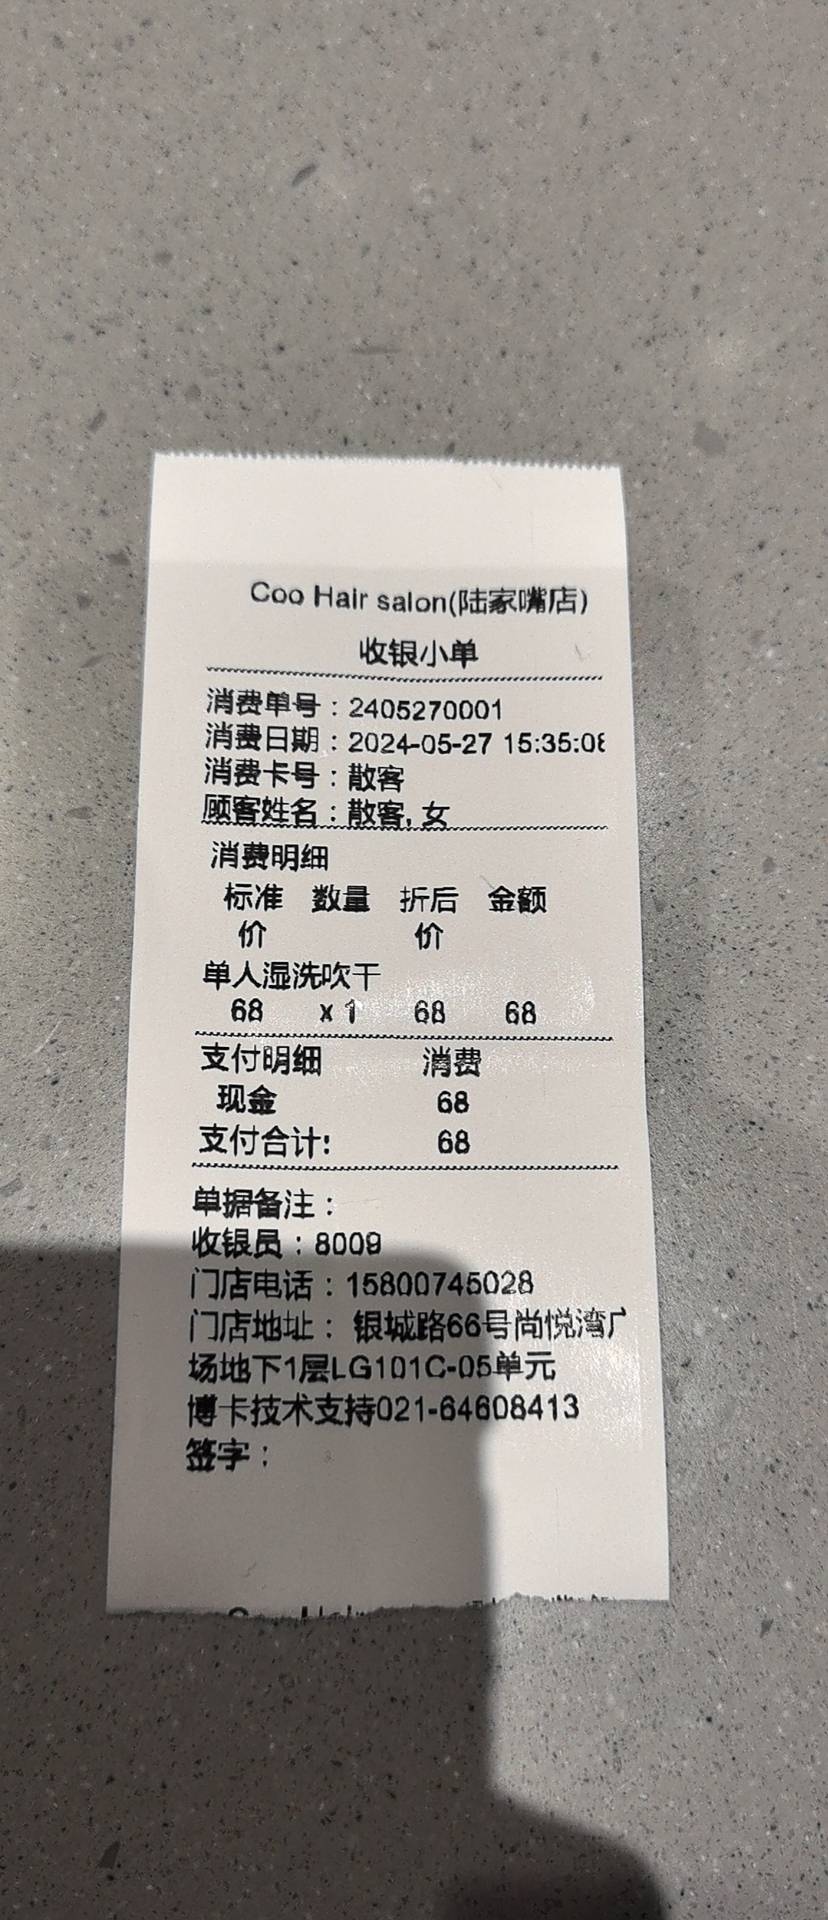 Coo Hair salon(陆家嘴店)
收银小单
消费单号：2405270001
消费日期：2024-05-27 15:35:08
消费卡号：散客
顾客姓名：散客, 女
消费明细
标准 数量 折后 金额
价 价
单人湿洗吹干
68 x 1 68 68
支付明细 消费
现金 68
支付合计: 68
单据备注：
收银员：8009
门店电话：15800745028
门店地址： 银城路66号尚悦湾广
场地下1层LG101C-05单元
博卡技术支持021-64608413
签字：